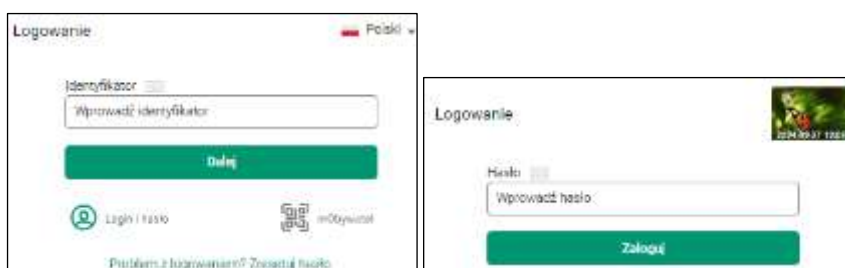 Logowanie
Polski
Identyfikator
Wprowadź identyfikator
Dalej
Login i hasło
mObywatel
Problem z logowaniem? Zresetuj hasło
Logowanie
Hasło
Wprowadź hasło
Zaloguj